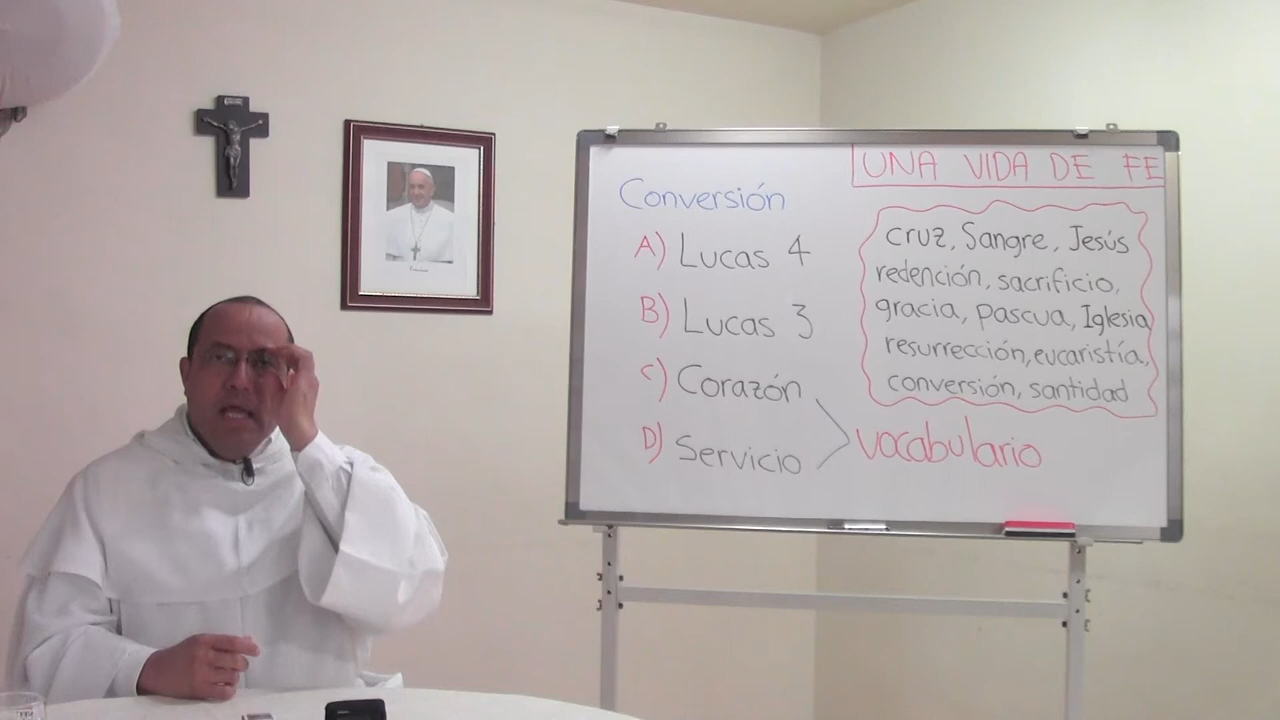 UNA VIDA DE FE
Conversión
A) Lucas 4
B) Lucas 3
C) Corazón
D) Servicio
cruz, Sangre, Jesús
redención, sacrificio,
gracia, pascua, Iglesia
resurrección, eucaristía,
conversión, santidad
vocabulario